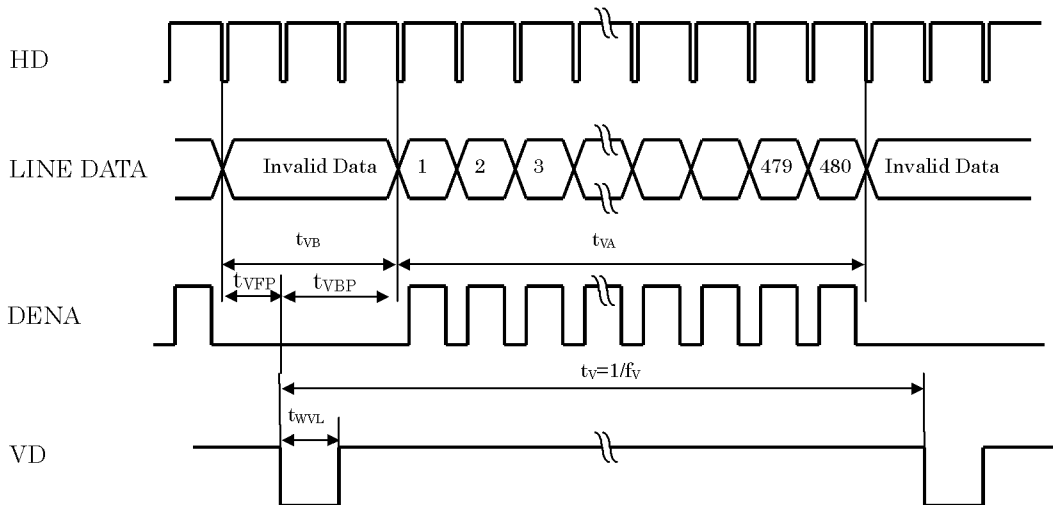 HD
LINE DATA
Invalid Data 1 2 3 479 480 Invalid Data
tVB tVA
tVFP tVBP
DENA
tV=1/fV
tWVL
VD